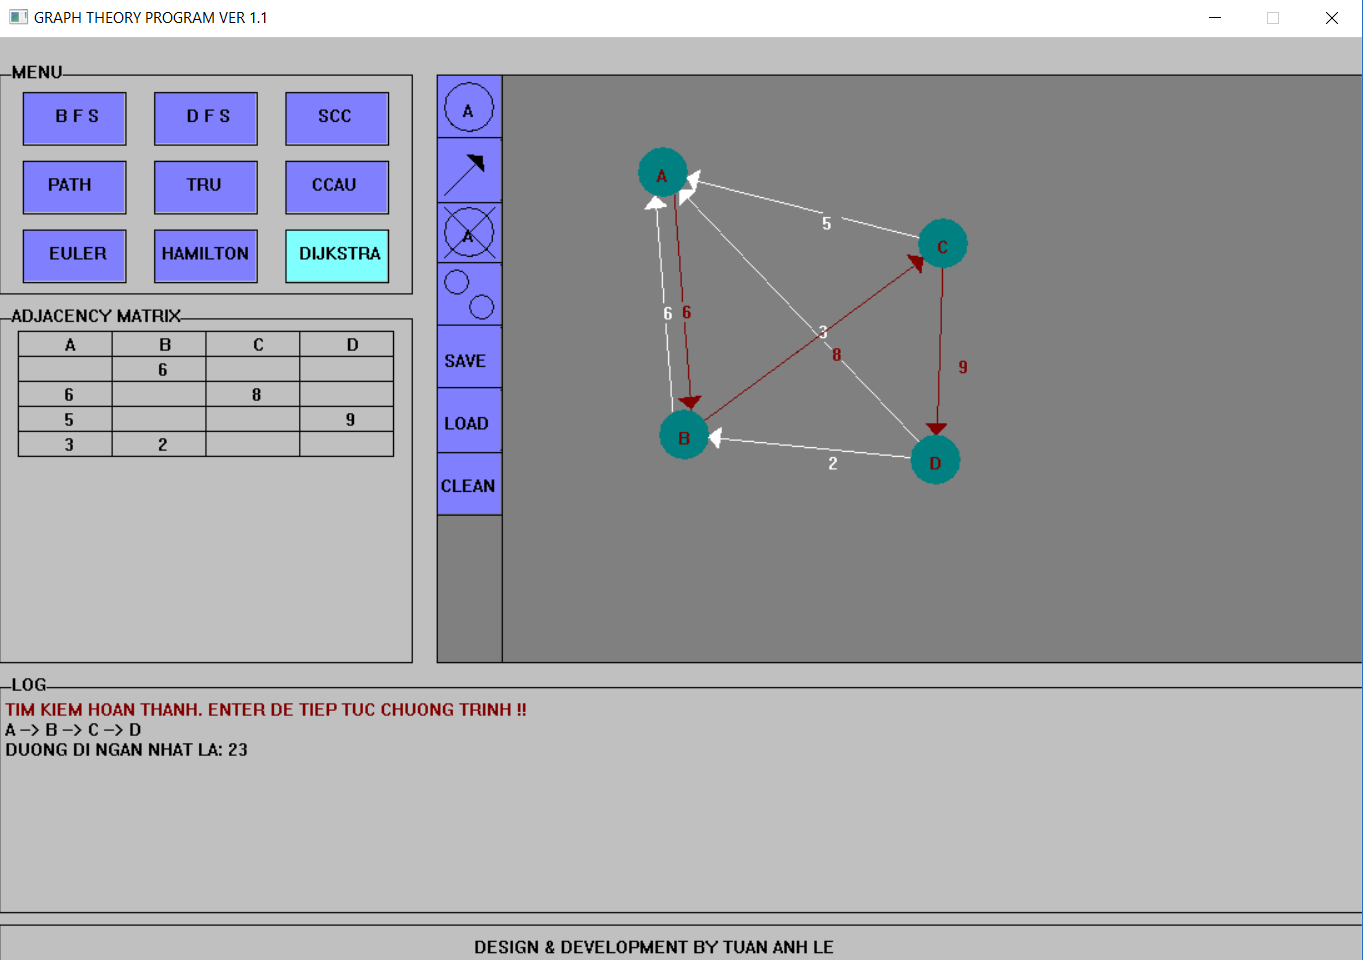 GRAPH THEORY PROGRAM VER 1.1
MENU
B F S
D F S
SCC
PATH
TRU
CCAU
EULER
HAMILTON
DIJKSTRA
ADJACENCY MATRIX
A B C D
6
6 8
5 9
3 2
A
A
SAVE
LOAD
CLEAN
A
5
C
6 6
3
8
9
B
2
D
LOG
TIM KIEM HOAN THANH. ENTER DE TIEP TUC CHUONG TRINH !!
A -> B -> C -> D
DUONG DI NGAN NHAT LA: 23
DESIGN & DEVELOPMENT BY TUAN ANH LE